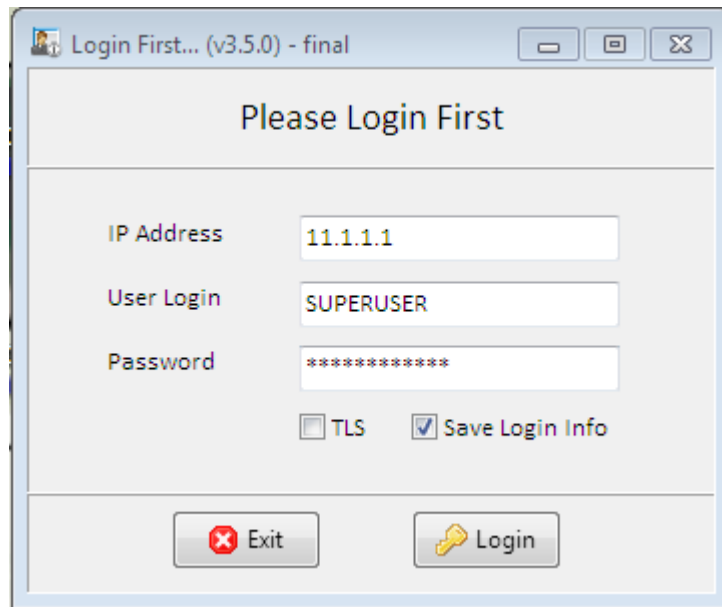 Login First... (v3.5.0) - final
Please Login First
IP Address 11.1.1.1
User Login SUPERUSER
Password ************
TLS Save Login Info
Exit Login